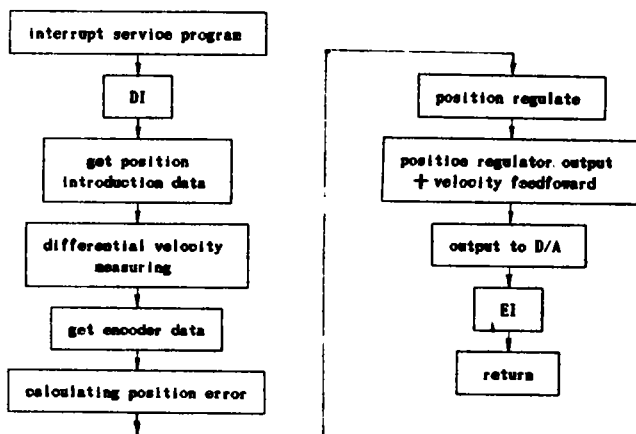 interrupt service program
DI
get position
introduction data
differential velocity
measuring
get encoder data
calculating position error
position regulate
position regulator output
+ velocity feedfoward
output to D/A
EI
return